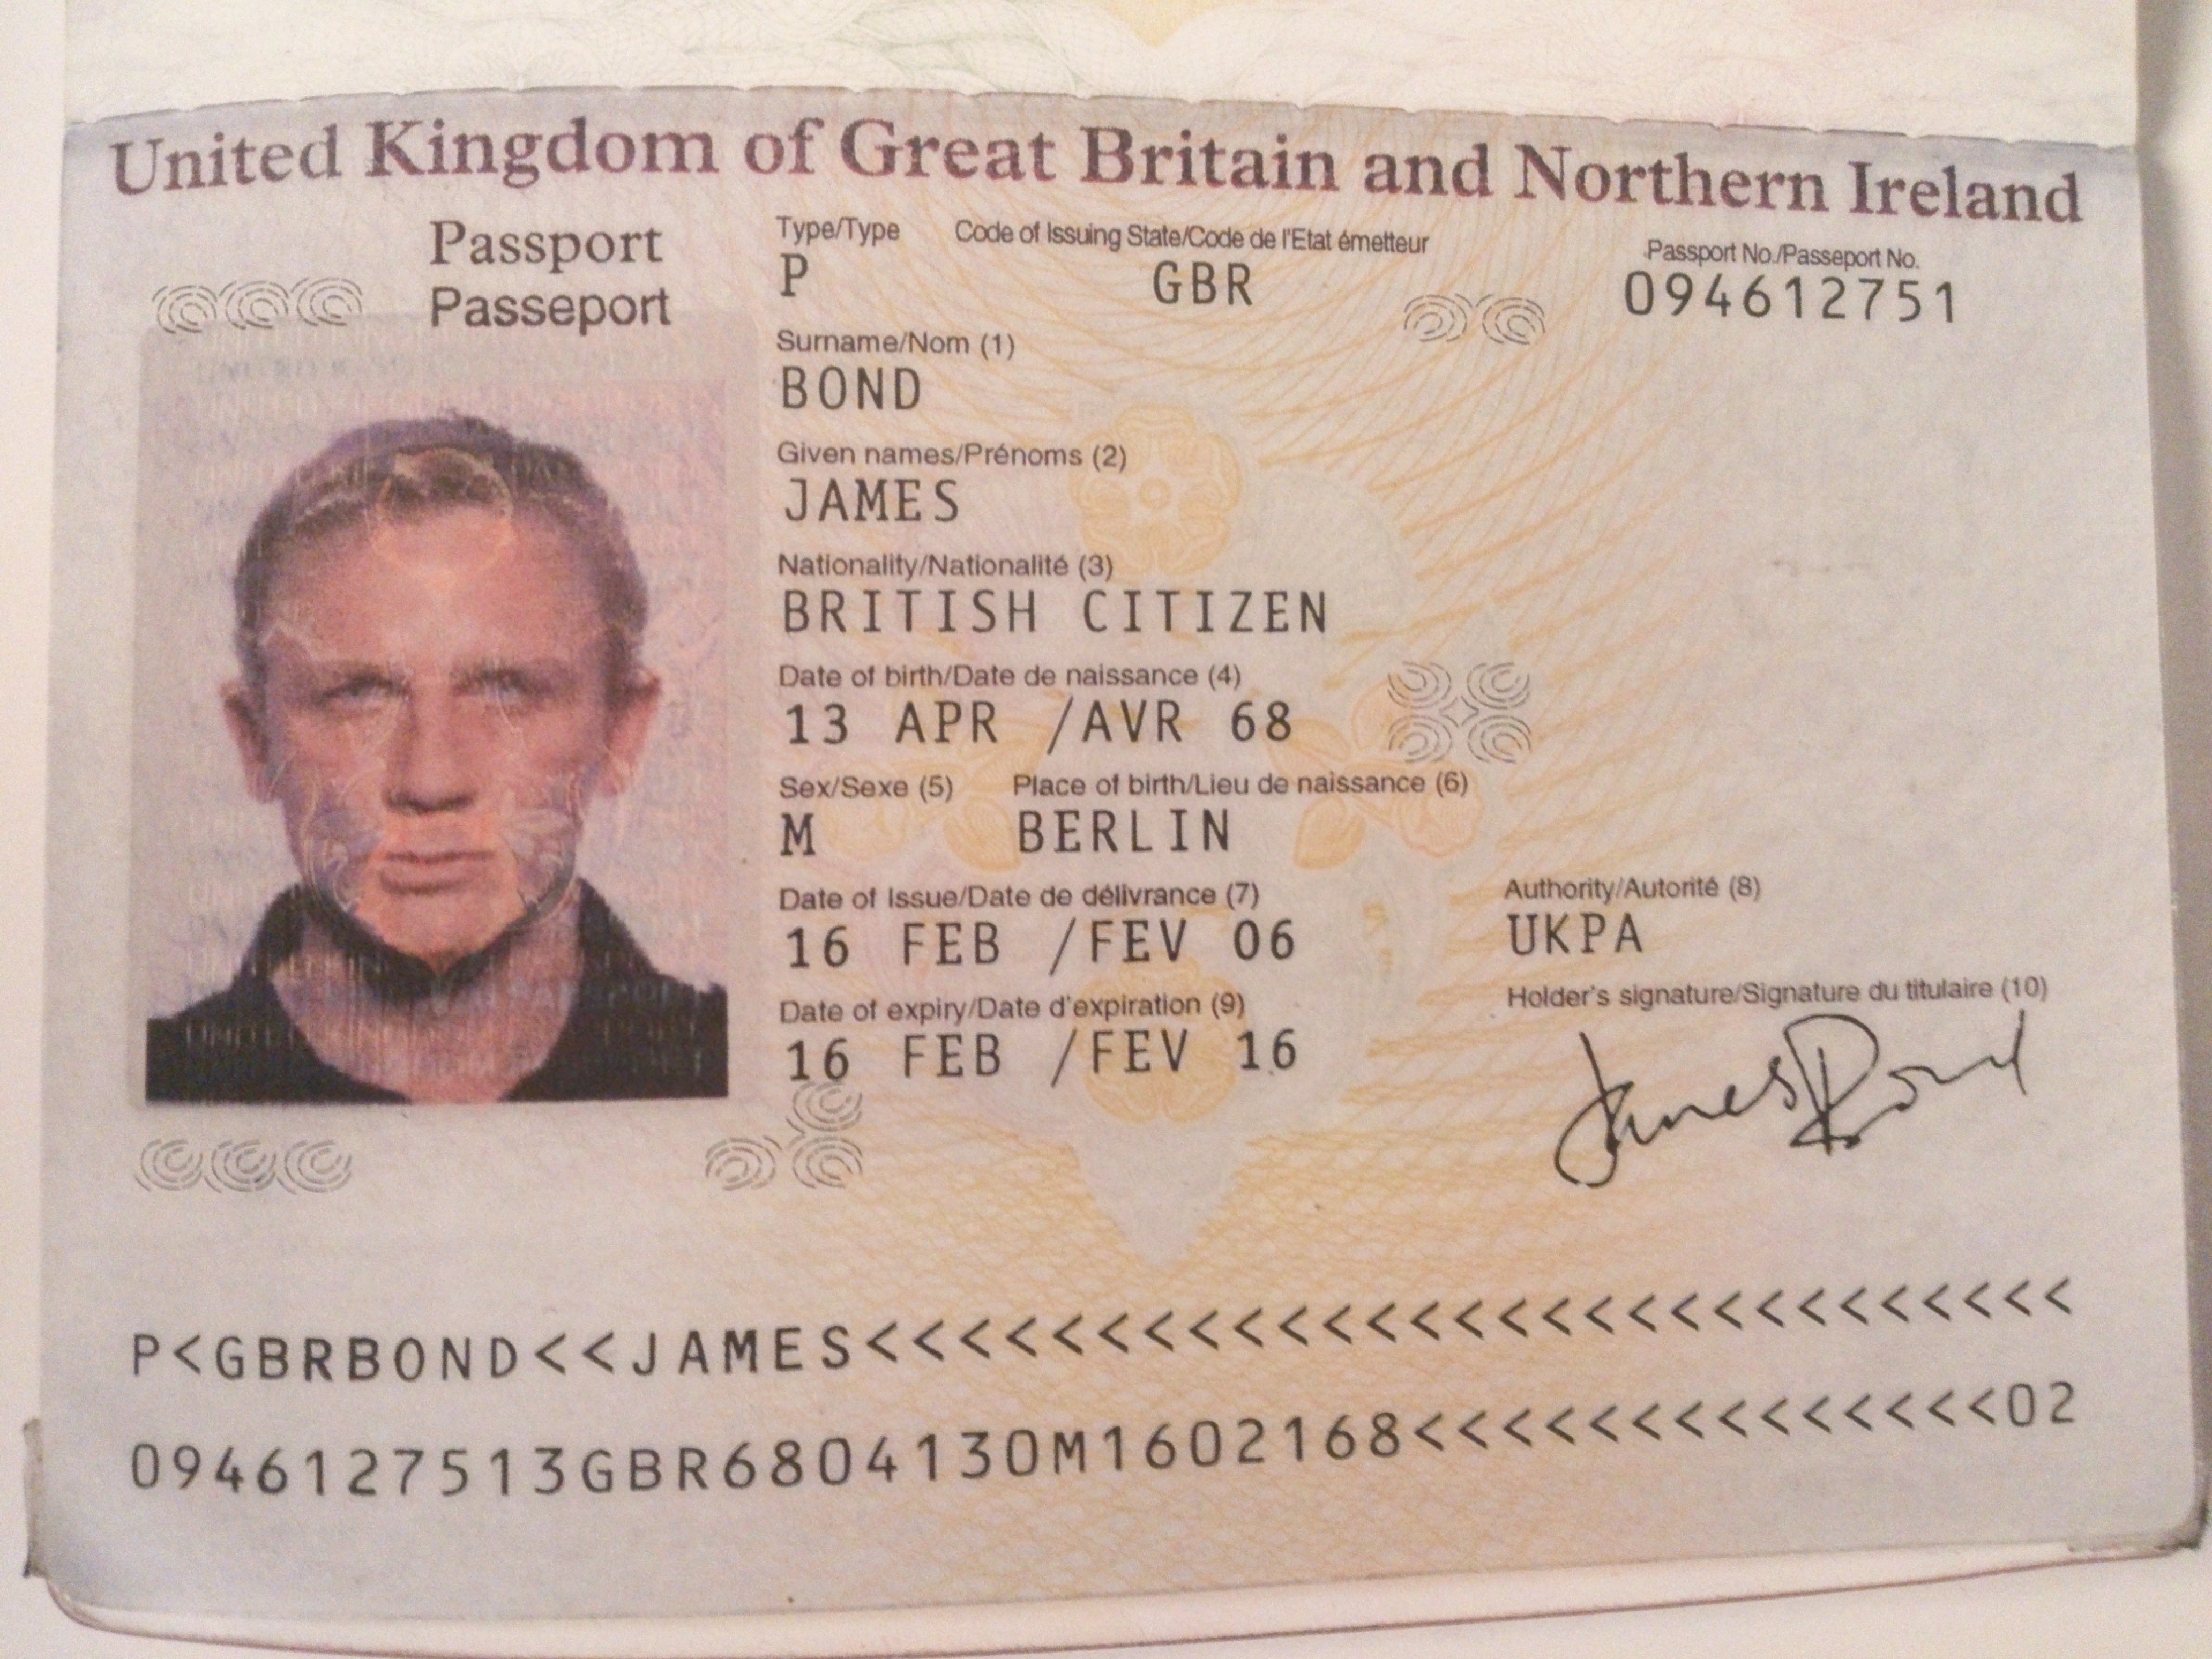 United Kingdom of Great Britain and Northern Ireland
Passport
Passeport
Type/Type Code of Issuing State/Code de l'Etat émetteur Passport No./Passeport No.
P GBR 094612751
Surname/Nom (1)
BOND
Given names/Prénoms (2)
JAMES
Nationality/Nationalité (3)
BRITISH CITIZEN
Date of birth/Date de naissance (4)
13 APR /AVR 68
Sex/Sexe (5) Place of birth/Lieu de naissance (6)
M BERLIN
Date of issue/Date de délivrance (7) Authority/Autorité (8)
16 FEB /FEV 06 UKPA
Date of expiry/Date d'expiration (9) Holder's signature/Signature du titulaire (10)
16 FEB /FEV 16
James Bond
P<GBRBOND<<JAMES<<<<<<<<<<<<<<<<<<<<<<<<<<<<
0946127513GBR6804130M1602168<<<<<<<<<<<<<<02